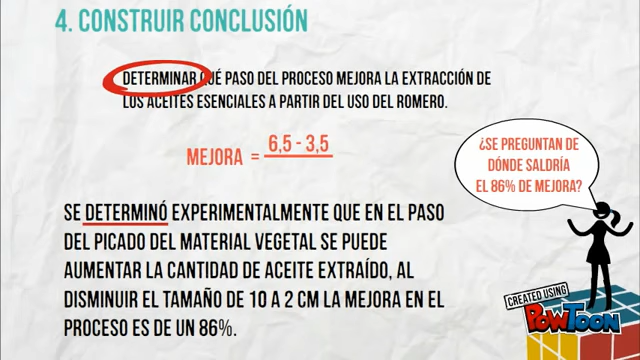 4. CONSTRUIR CONCLUSIÓN
DETERMINAR QUÉ PASO DEL PROCESO MEJORA LA EXTRACCIÓN DE
LOS ACEITES ESENCIALES A PARTIR DEL USO DEL ROMERO.
MEJORA = 6,5 - 3,5
¿SE PREGUNTAN DE
DÓNDE SALDRÍA
EL 86% DE MEJORA?
SE DETERMINÓ EXPERIMENTALMENTE QUE EN EL PASO
DEL PICADO DEL MATERIAL VEGETAL SE PUEDE
AUMENTAR LA CANTIDAD DE ACEITE EXTRAÍDO, AL
DISMINUIR EL TAMAÑO DE 10 A 2 CM LA MEJORA EN EL
PROCESO ES DE UN 86%.
CREATED USING
POWTOON